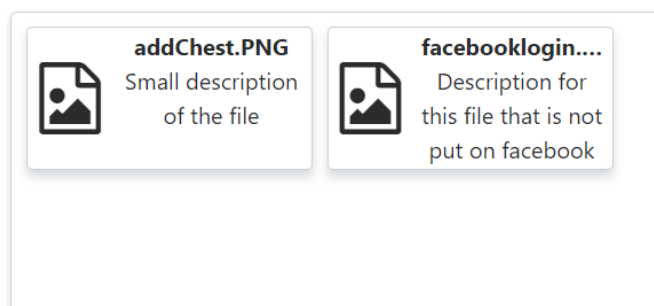 addChest.PNG
Small description
of the file
facebooklogin....
Description for
this file that is not
put on facebook